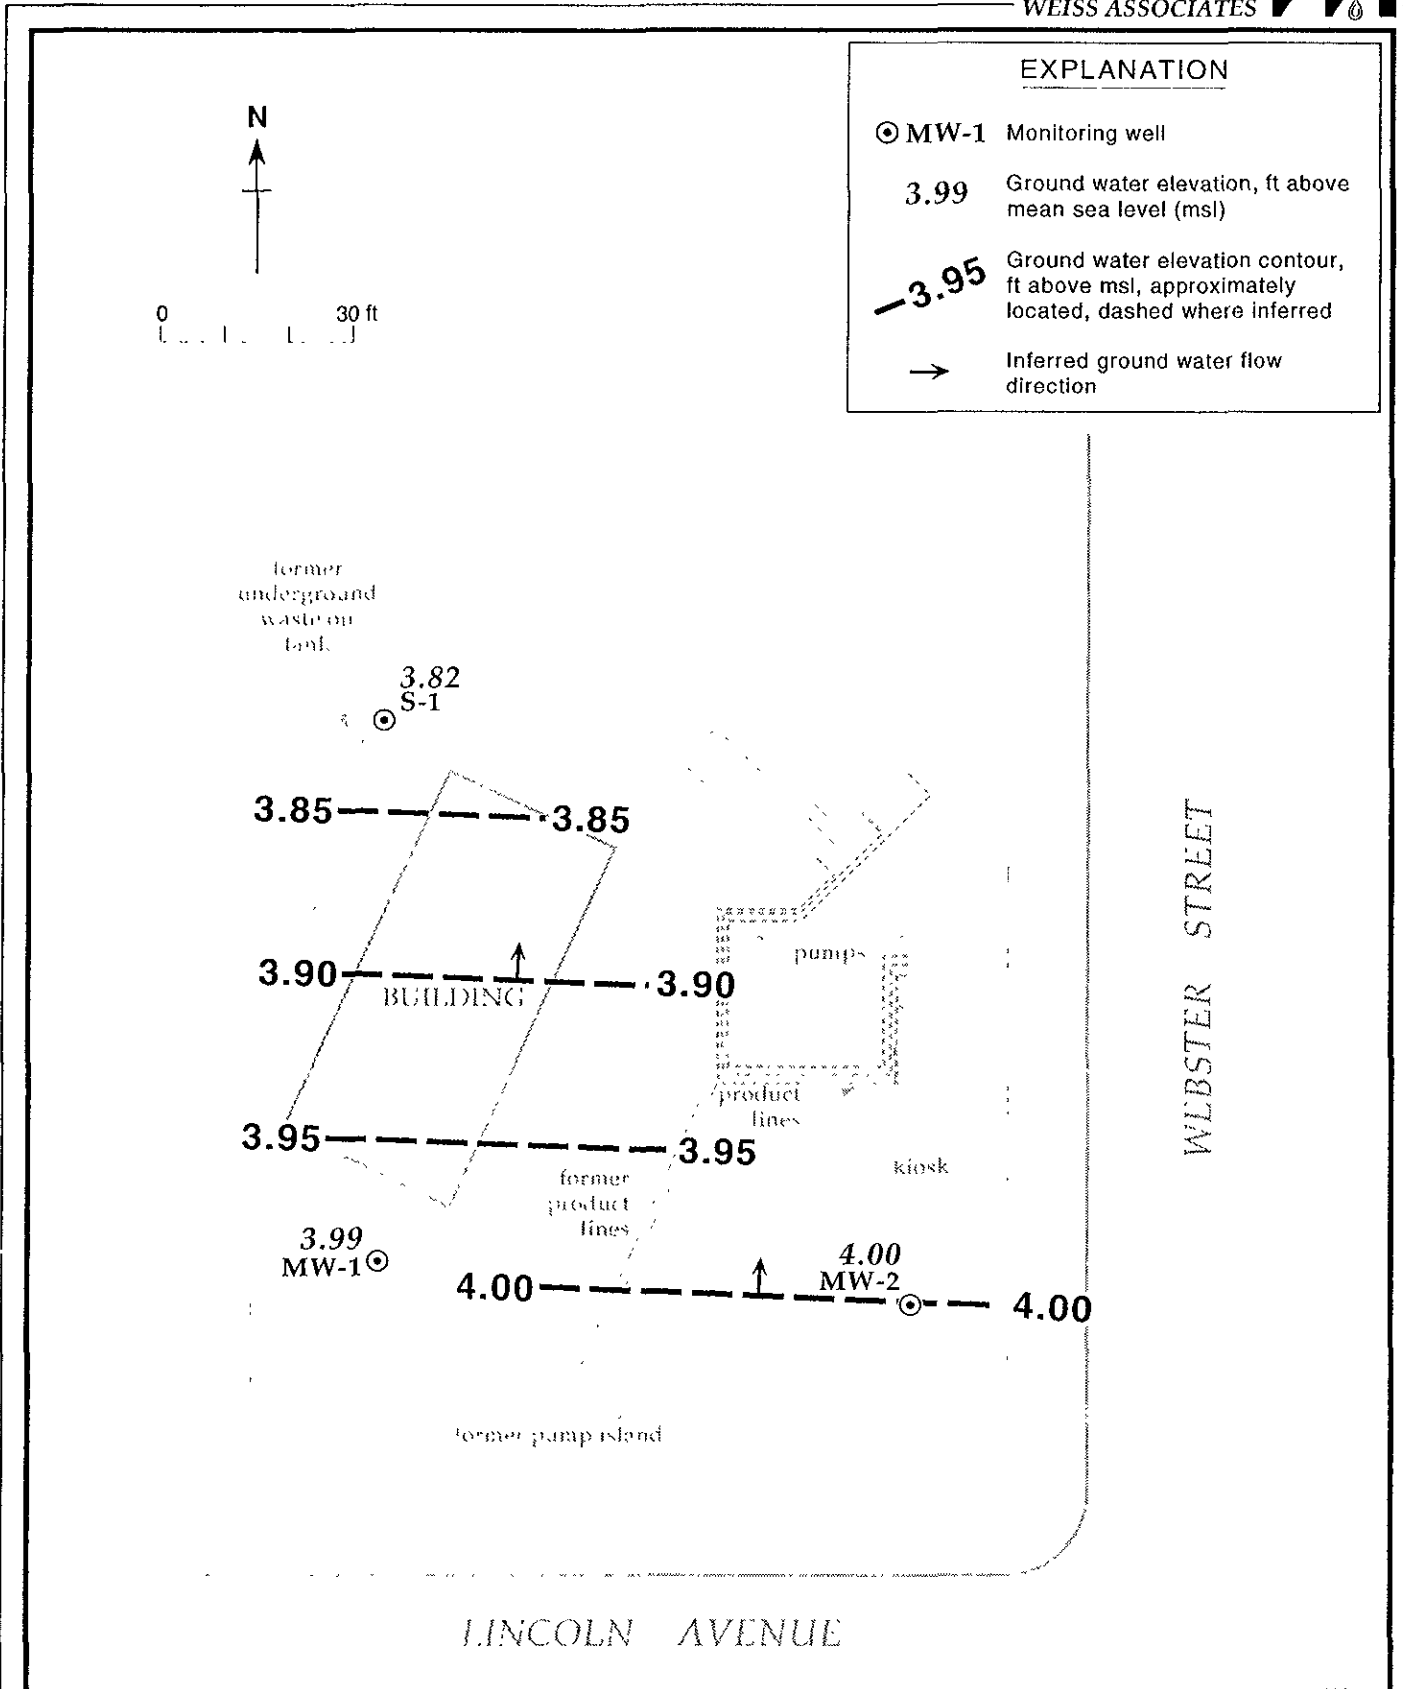 WEISS ASSOCIATES
EXPLANATION
MW-1 Monitoring well
3.99 Ground water elevation, ft above
mean sea level (msl)
3.95 Ground water elevation contour,
ft above msl, approximately
located, dashed where inferred
Inferred ground water flow
direction
N
0 30 ft
former
underground
waste oil
tank
3.82
S-1
3.85 3.85
3.90 3.90
BUILDING
pumps
product
lines
3.95 3.95
former
product
lines
kiosk
3.99
MW-1
4.00
MW-2
4.00 4.00
former pump island
WEBSTER STREET
LINCOLN AVENUE